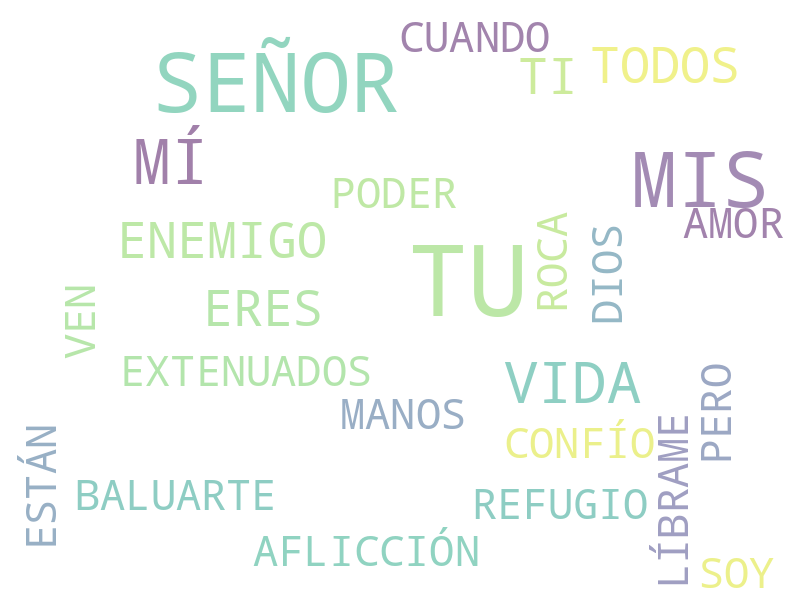 CUANDO
SEÑOR
TI
TODOS
MÍ
MIS
PODER
AMOR
ENEMIGO
TU
ROCA
DIOS
VEN
ERES
EXTENUADOS
VIDA
MANOS
PERO
CONFÍO
LÍBRAME
ESTÁN
BALUARTE
REFUGIO
AFLICCIÓN
SOY